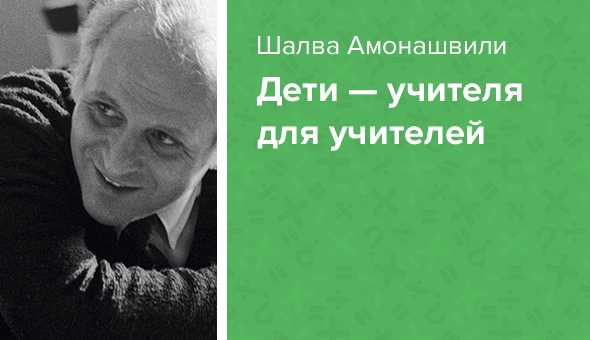 Шалва Амонашвили
Дети — учителя
для учителей